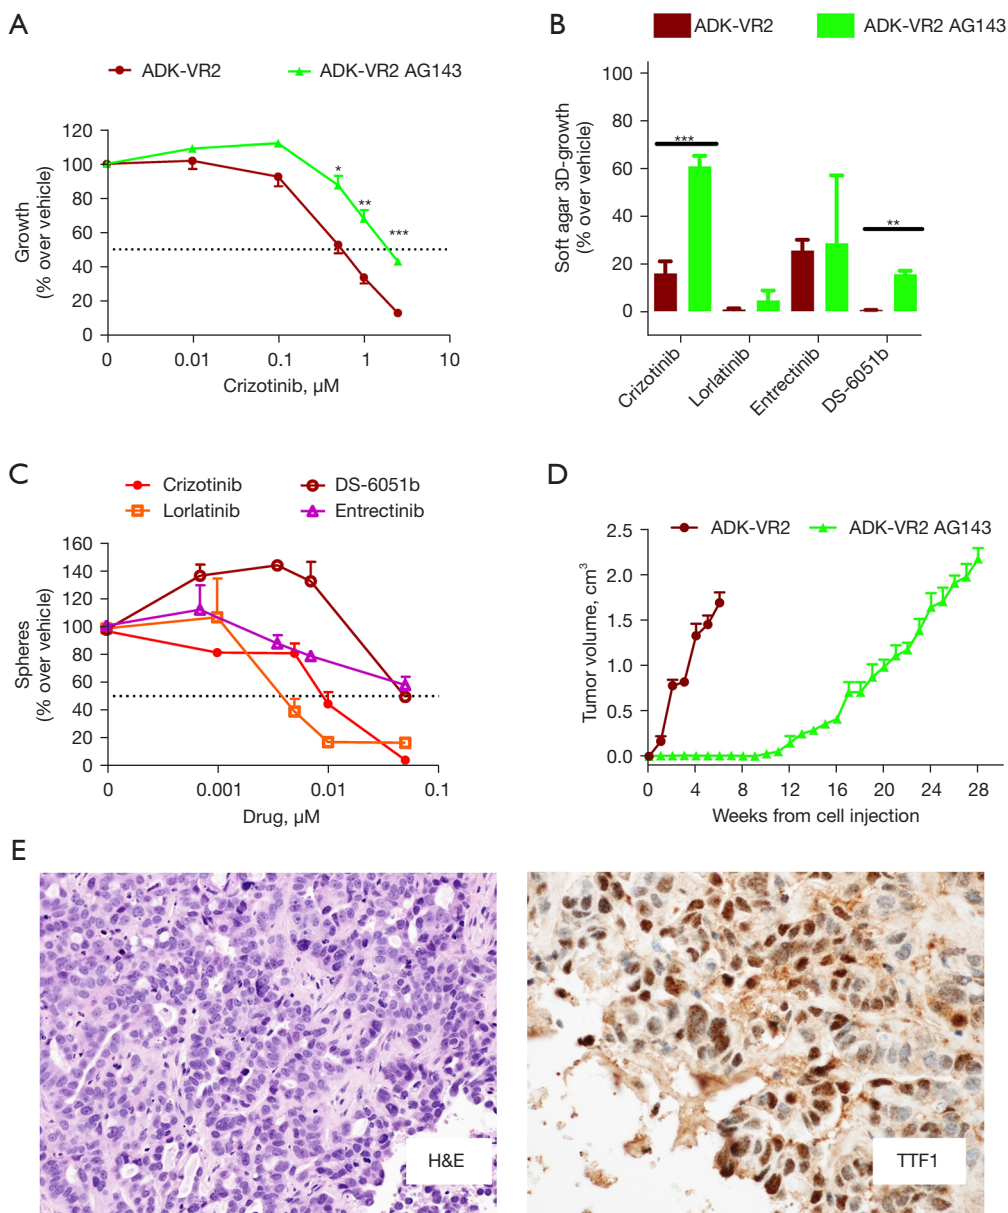 A
ADK-VR2
ADK-VR2 AG143
120
100
80
60
40
20
0
Growth
(% over vehicle)
*
**
***
0
0.01
0.1
1
10
Crizotinib, μM
B
ADK-VR2
ADK-VR2 AG143
100
80
60
40
20
0
Soft agar 3D-growth
(% over vehicle)
***
**
Crizotinib
Lorlatinib
Entrectinib
DS-6051b
C
Crizotinib
DS-6051b
Lorlatinib
Entrectinib
160
140
120
100
80
60
40
20
0
Spheres
(% over vehicle)
0
0.001
0.01
0.1
Drug, μM
D
ADK-VR2
ADK-VR2 AG143
2.5
2.0
1.5
1.0
0.5
0.0
Tumor volume, cm³
0
4
8
12
16
20
24
28
Weeks from cell injection
E
H&E
TTF1